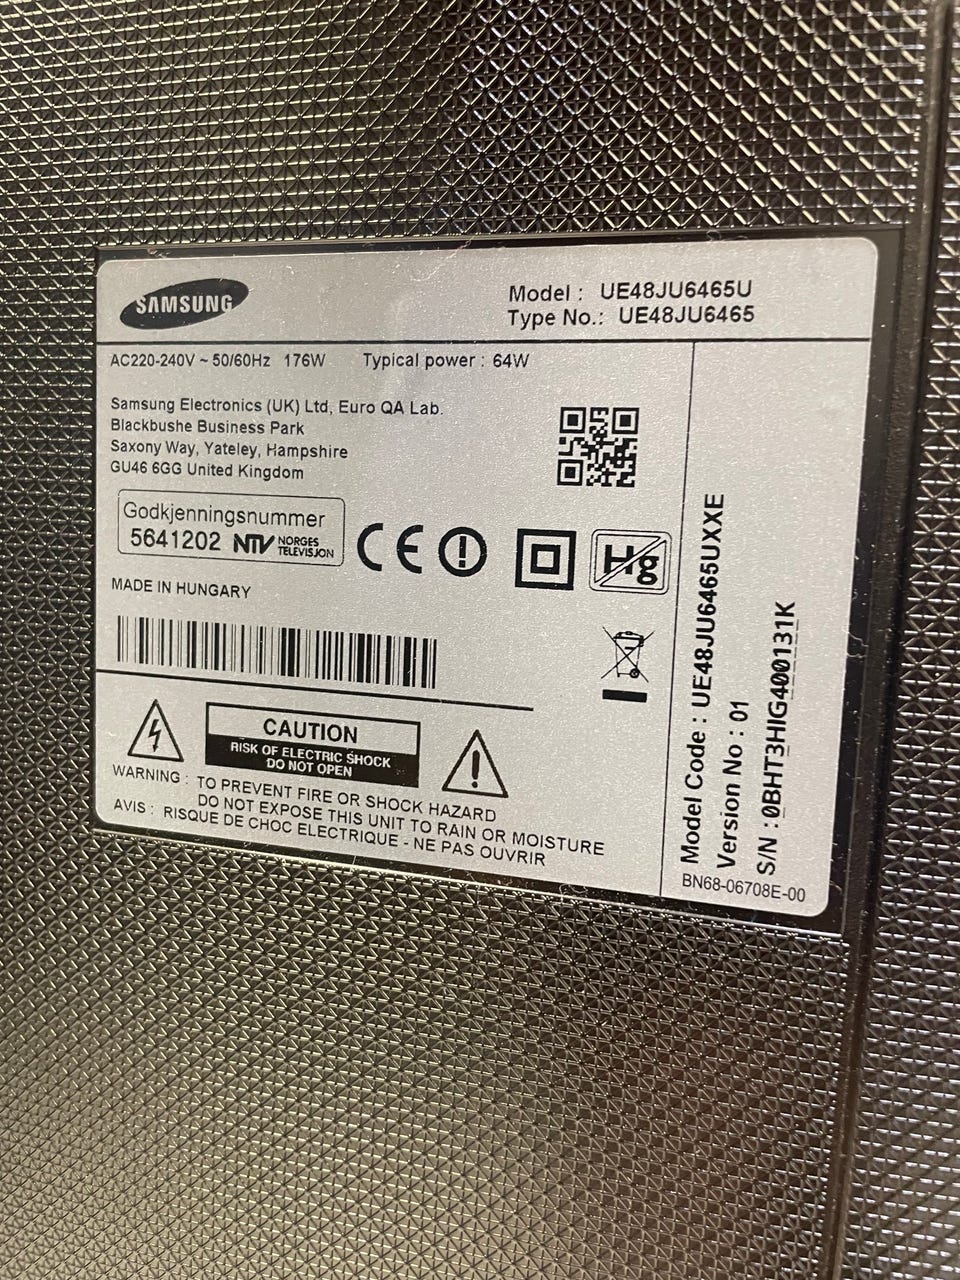 SAMSUNG
Model : UE48JU6465U
Type No.: UE48JU6465
AC220-240V ~ 50/60Hz 176W Typical power : 64W
Samsung Electronics (UK) Ltd, Euro QA Lab.
Blackbushe Business Park
Saxony Way, Yateley, Hampshire
GU46 6GG United Kingdom
Godkjenningsnummer
5641202 NTV NORGES
TELEVISJON
CE
Hg
MADE IN HUNGARY
CAUTION
RISK OF ELECTRIC SHOCK
DO NOT OPEN
WARNING : TO PREVENT FIRE OR SHOCK HAZARD
DO NOT EXPOSE THIS UNIT TO RAIN OR MOISTURE
AVIS : RISQUE DE CHOC ELECTRIQUE - NE PAS OUVRIR
Model Code : UE48JU6465UXXE
Version No : 01
S/N : 0BHT3HIG400131K
BN68-06708E-00